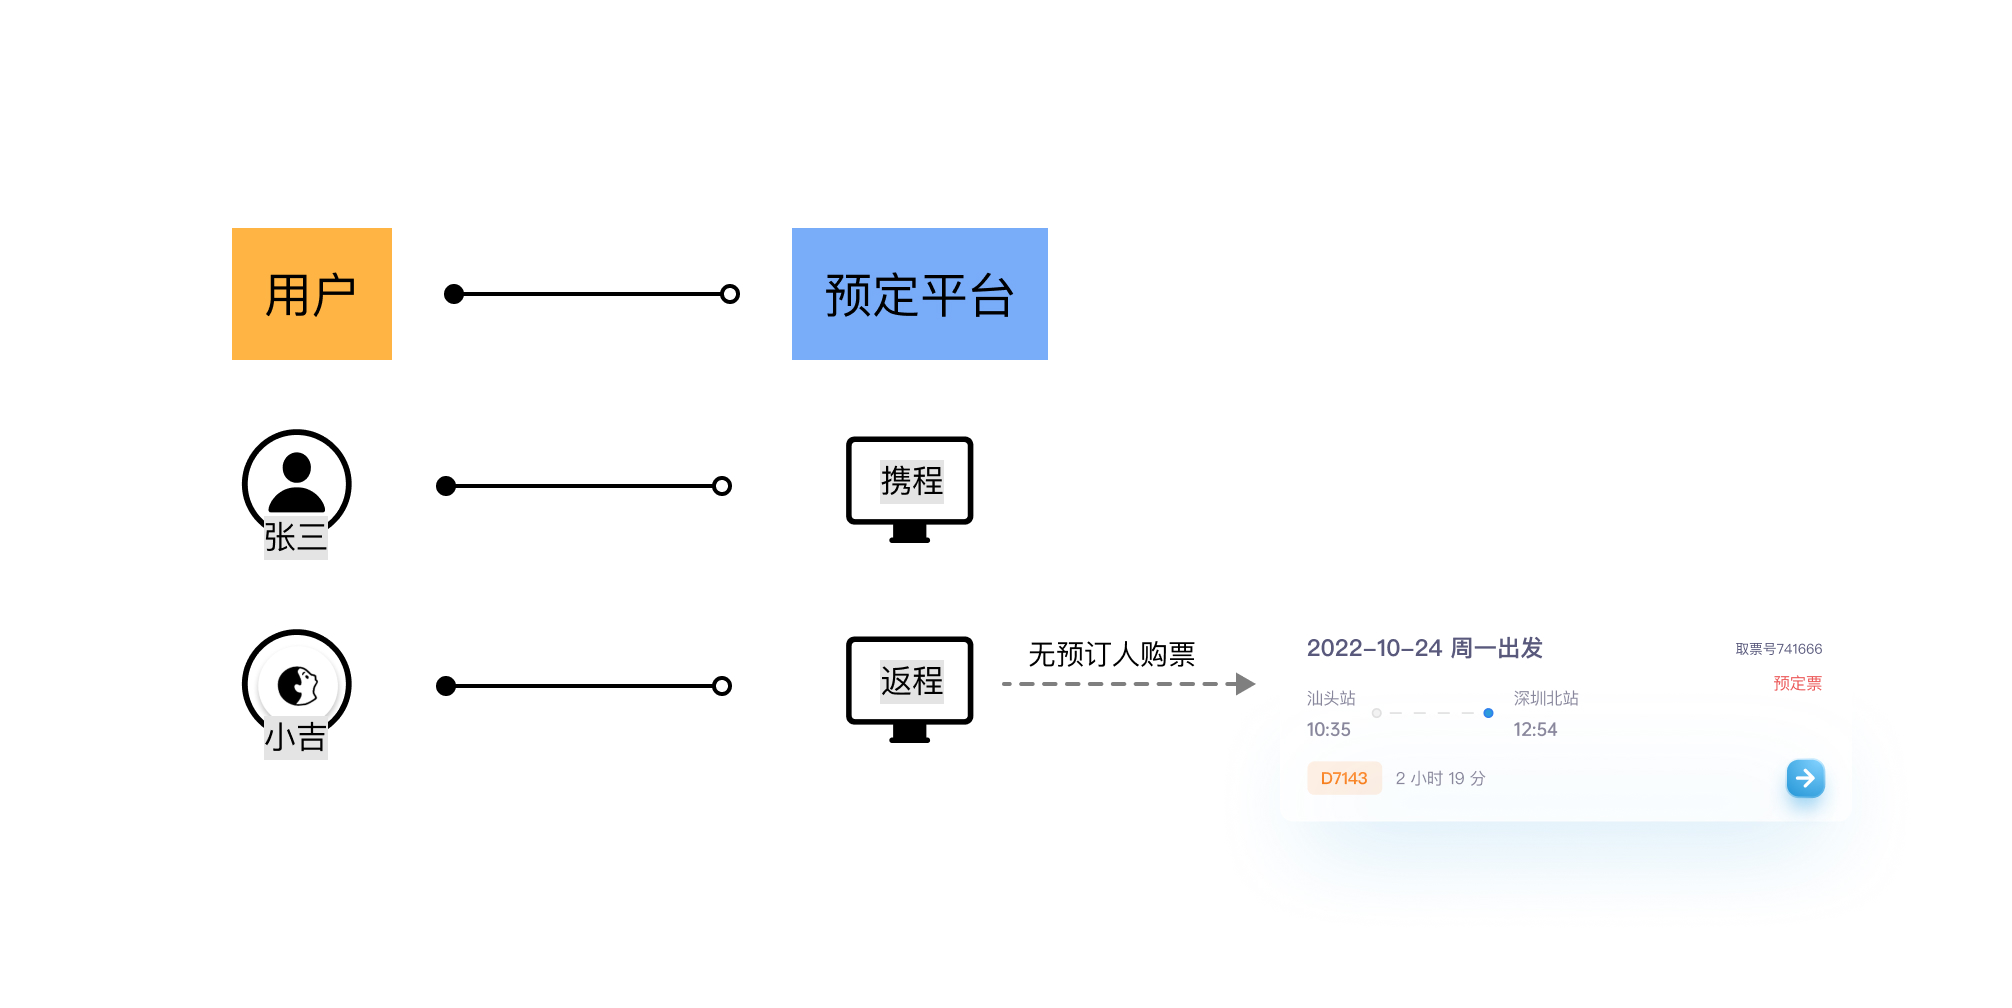 用户
预定平台
张三
携程
小吉
返程
无预订人购票
2022-10-24 周一出发
取票号741666
预定票
汕头站
深圳北站
10:35
12:54
D7143
2 小时 19 分